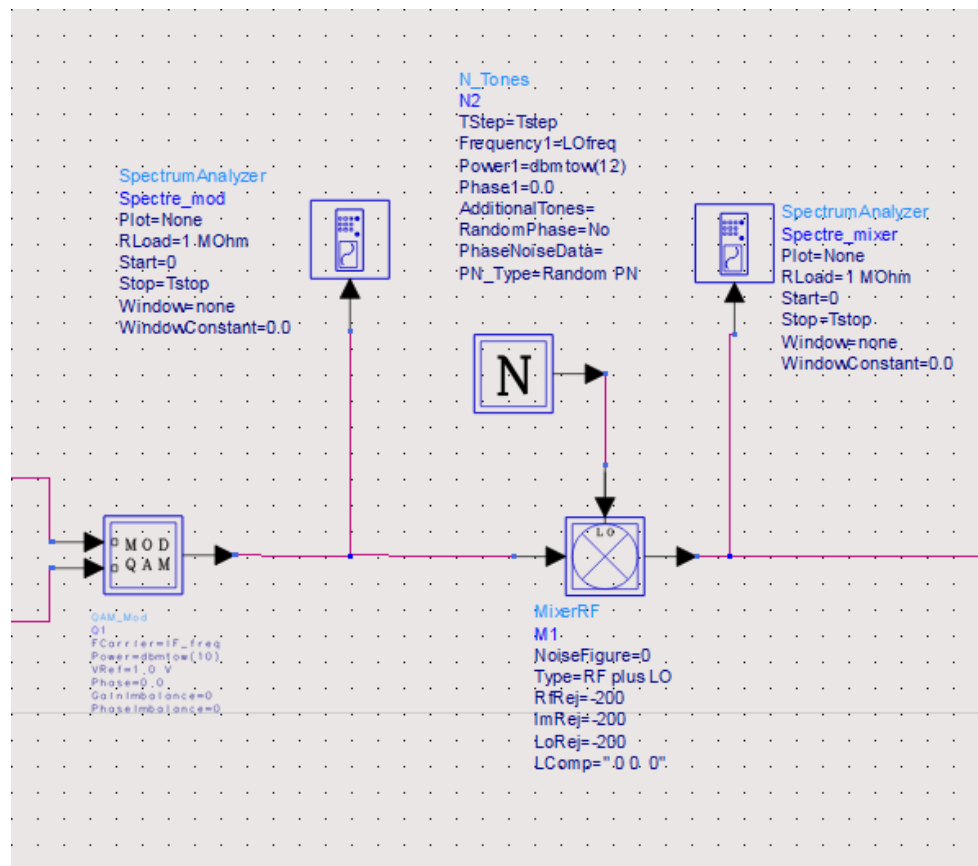 N_Tones
N2
TStep=Tstep
Frequency1=LOfreq
Power1=dbmtow(12)
Phase1=0.0
AdditionalTones=
RandomPhase=No
PhaseNoiseData=
PN_Type=Random PN
SpectrumAnalyzer
Spectre_mod
Plot=None
RLoad=1 MOhm
Start=0
Stop=Tstop
Window=none
WindowConstant=0.0
SpectrumAnalyzer
Spectre_mixer
Plot=None
RLoad=1 MOhm
Start=0
Stop=Tstop
Window=none
WindowConstant=0.0
N
MOD
QAM
LO
QAM_Mod
Q1
FCarrier=IF_freq
Power=dbmtow(10)
VRef=1.0 V
Phase=0.0
GainImbalance=0
PhaseImbalance=0
MixerRF
M1
NoiseFigure=0
Type=RF plus LO
RfRej=-200
ImRej=-200
LoRej=-200
LComp="0 0 0"